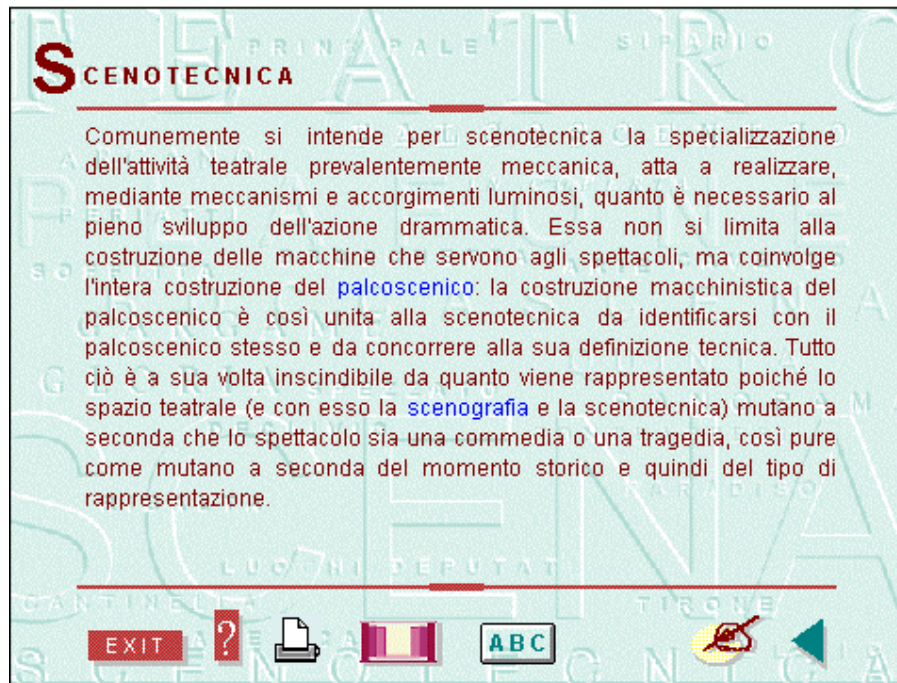 SCENOTECNICA
Comunemente si intende per scenotecnica la specializzazione
dell'attività teatrale prevalentemente meccanica, atta a realizzare,
mediante meccanismi e accorgimenti luminosi, quanto è necessario al
pieno sviluppo dell'azione drammatica. Essa non si limita alla
costruzione delle macchine che servono agli spettacoli, ma coinvolge
l'intera costruzione del palcoscenico: la costruzione macchinistica del
palcoscenico è così unita alla scenotecnica da identificarsi con il
palcoscenico stesso e da concorrere alla sua definizione tecnica. Tutto
ciò è a sua volta inscindibile da quanto viene rappresentato poiché lo
spazio teatrale (e con esso la scenografia e la scenotecnica) mutano a
seconda che lo spettacolo sia una commedia o una tragedia, così pure
come mutano a seconda del momento storico e quindi del tipo di
rappresentazione.
LUOGHI DEPUTAT
CANTINELLA
TIRONE
EXIT ? ABC
SCENOTECNICA